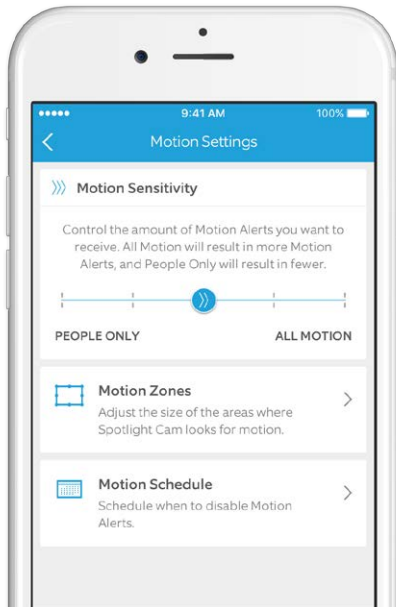 9:41 AM
100%
Motion Settings
Motion Sensitivity
Control the amount of Motion Alerts you want to
receive. All Motion will result in more Motion
Alerts, and People Only will result in fewer.
PEOPLE ONLY
ALL MOTION
Motion Zones
Adjust the size of the areas where
Spotlight Cam looks for motion.
Motion Schedule
Schedule when to disable Motion
Alerts.